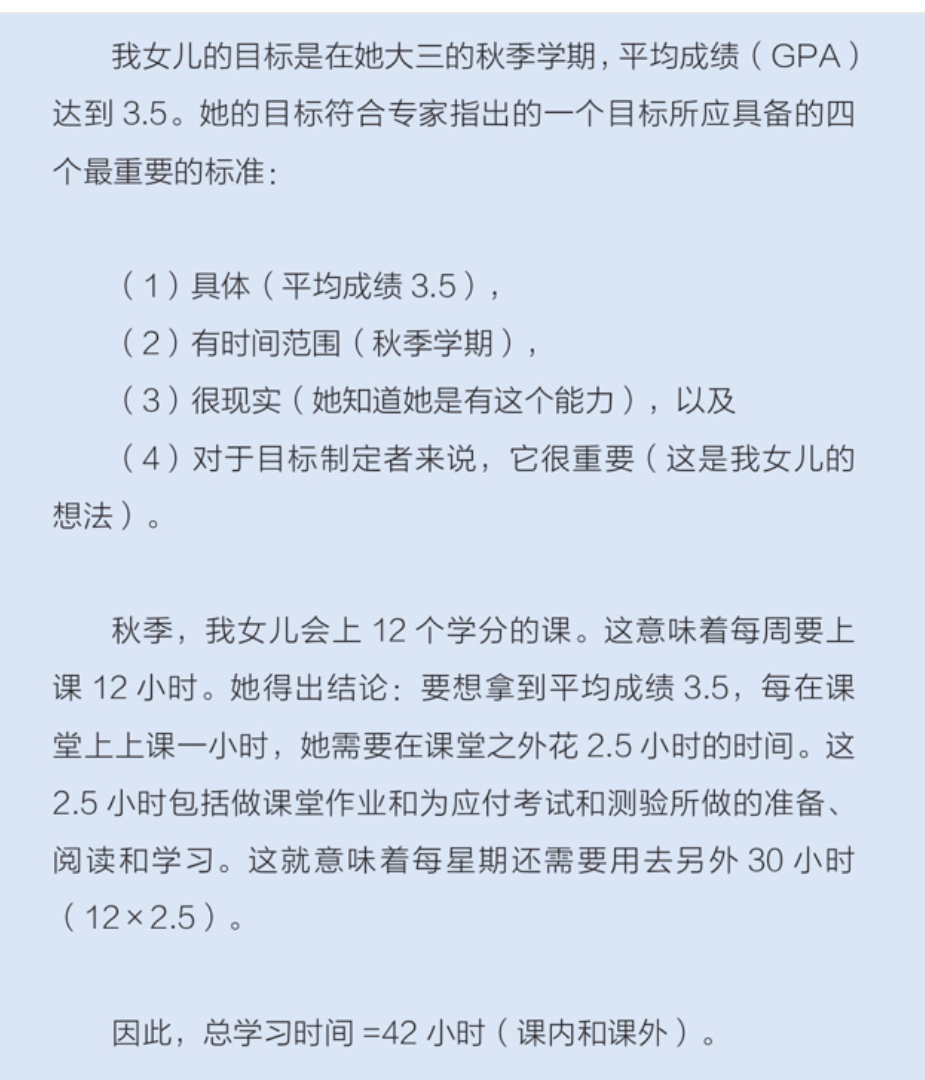 我女儿的目标是在她大三的秋季学期，平均成绩（GPA）
达到 3.5。她的目标符合专家指出的一个目标所应具备的四
个最重要的标准：
（1）具体（平均成绩 3.5），
（2）有时间范围（秋季学期），
（3）很现实（她知道她是有这个能力），以及
（4）对于目标制定者来说，它很重要（这是我女儿的
想法）。
秋季，我女儿会上 12 个学分的课。这意味着每周要上
课 12 小时。她得出结论：要想拿到平均成绩 3.5，每在课
堂上上课一小时，她需要在课堂之外花 2.5 小时的时间。这
2.5 小时包括做课堂作业和为应付考试和测验所做的准备、
阅读和学习。这就意味着每星期还需要用去另外 30 小时
（12×2.5）。
因此，总学习时间 =42 小时（课内和课外）。